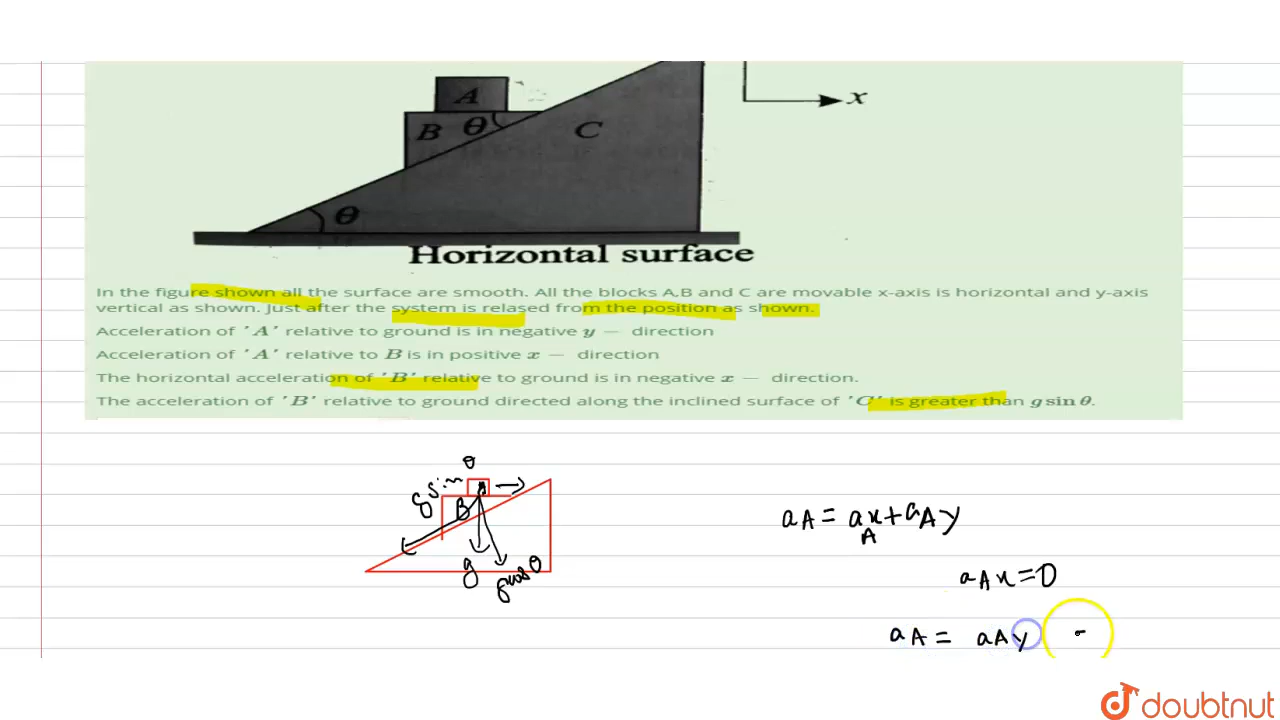 A
x
B θ C
θ
Horizontal surface
In the figure shown all the surface are smooth. All the blocks A,B and C are movable x-axis is horizontal and y-axis
vertical as shown. Just after the system is relased from the position as shown.
Acceleration of 'A' relative to ground is in negative y − direction
Acceleration of 'A' relative to B is in positive x − direction
The horizontal acceleration of 'B' relative to ground is in negative x − direction.
The acceleration of 'B' relative to ground directed along the inclined surface of 'C' is greater than g sin θ.
θ
g sin
A
B
g
g cos θ
aA = ax + aAy
A
aAx = 0
aA = aAy -
doubtnut